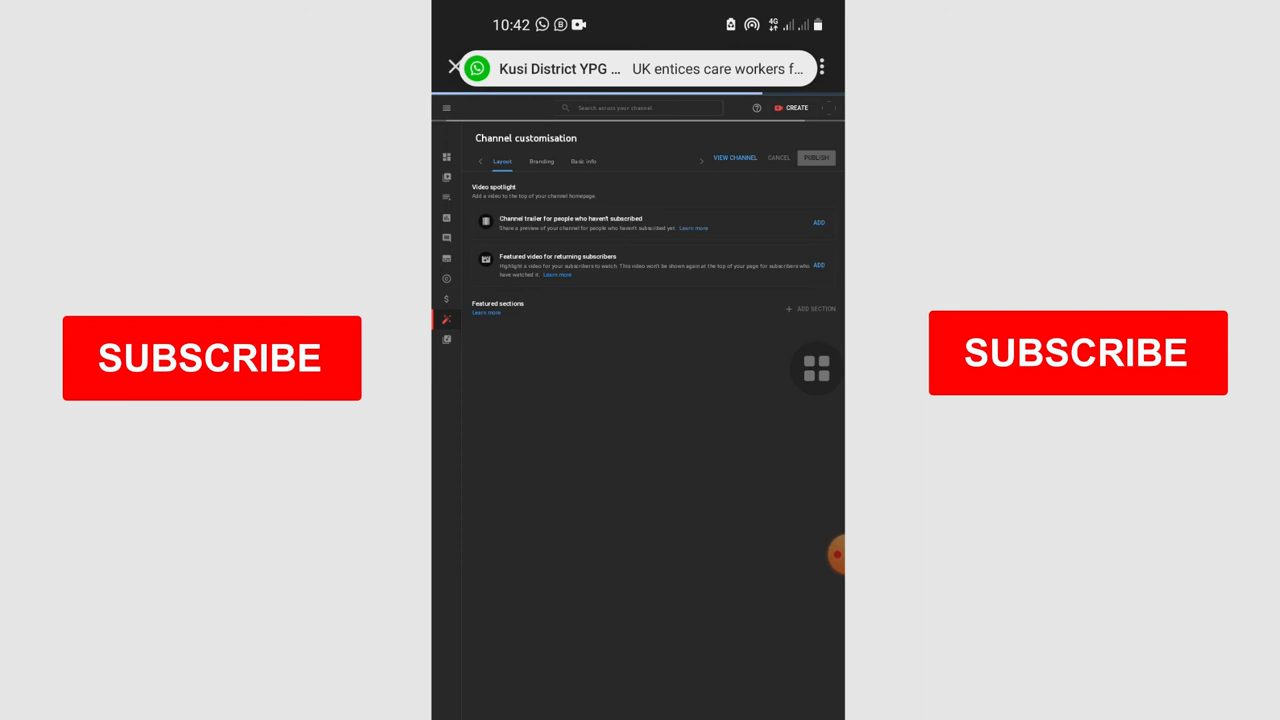 10:42
4G
Kusi District YPG ... UK entices care workers f...
Search across your channel
CREATE
Channel customisation
Layout Branding Basic info
VIEW CHANNEL CANCEL PUBLISH
Video spotlight
Add a video to the top of your channel homepage.
Channel trailer for people who haven't subscribed
Share a preview of your channel for people who haven't subscribed yet. Learn more
ADD
Featured video for returning subscribers
Highlight a video for your subscribers to watch. This video won't be shown again at the top of your page for subscribers who
have watched it. Learn more
ADD
Featured sections
Learn more
ADD SECTION
SUBSCRIBE
SUBSCRIBE